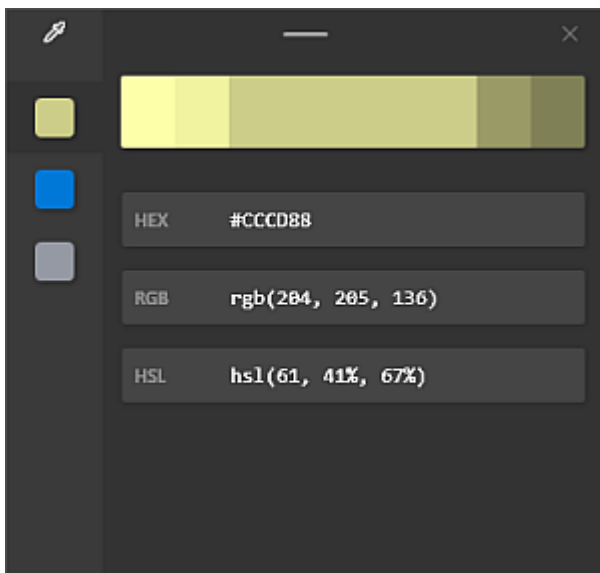 HEX #CCCD88
RGB rgb(204, 205, 136)
HSL hsl(61, 41%, 67%)